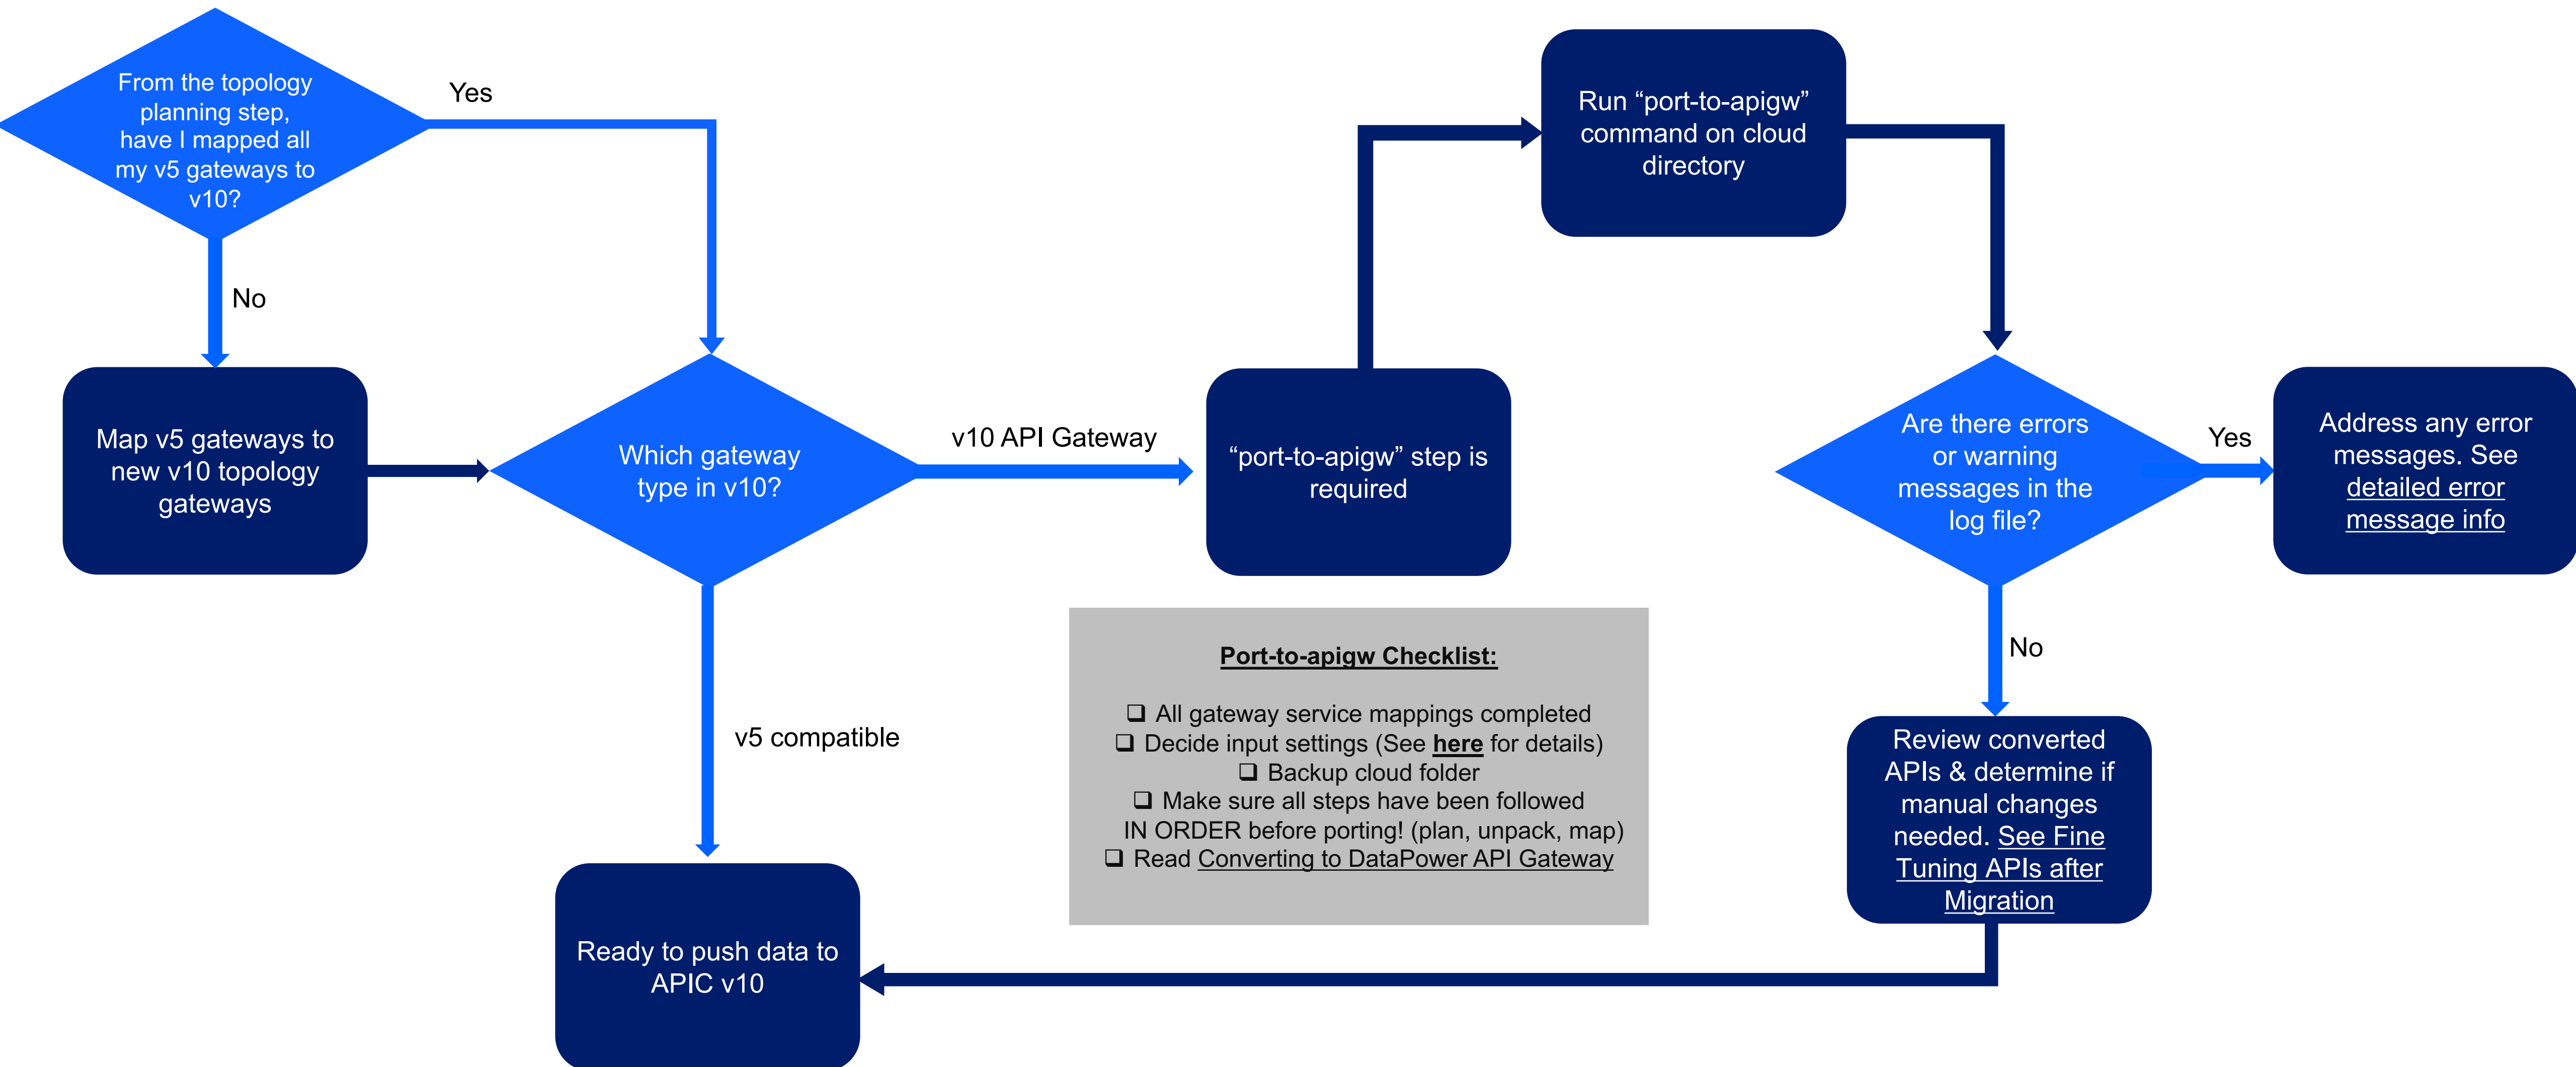 From the topology
planning step,
have I mapped all
my v5 gateways to
v10?
Yes
No
Map v5 gateways to
new v10 topology
gateways
Which gateway
type in v10?
v10 API Gateway
v5 compatible
“port-to-apigw” step is
required
Run “port-to-apigw”
command on cloud
directory
Are there errors
or warning
messages in the
log file?
Yes
Address any error
messages. See
detailed error
message info
No
Review converted
APIs & determine if
manual changes
needed. See Fine
Tuning APIs after
Migration
Port-to-apigw Checklist:
❑ All gateway service mappings completed
❑ Decide input settings (See here for details)
❑ Backup cloud folder
❑ Make sure all steps have been followed
IN ORDER before porting! (plan, unpack, map)
❑ Read Converting to DataPower API Gateway
Ready to push data to
APIC v10